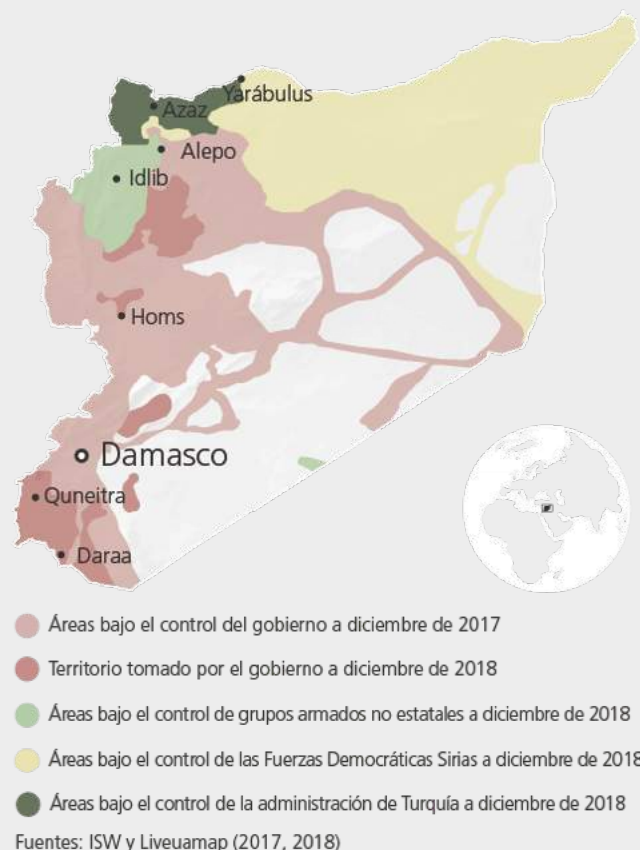 Yarábulus
Azaz
Alepo
Idlib
Homs
Damasco
Quneitra
Daraa
Áreas bajo el control del gobierno a diciembre de 2017
Territorio tomado por el gobierno a diciembre de 2018
Áreas bajo el control de grupos armados no estatales a diciembre de 2018
Áreas bajo el control de las Fuerzas Democráticas Sirias a diciembre de 2018
Áreas bajo el control de la administración de Turquía a diciembre de 2018
Fuentes: ISW y Liveuamap (2017, 2018)